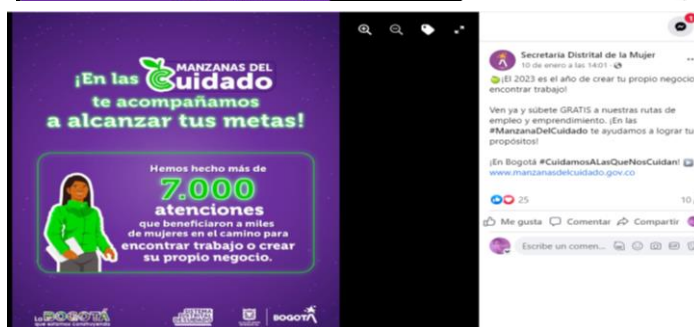 ¡En las
MANZANAS DEL
Cuidado
te acompañamos
a alcanzar tus metas!
Hemos hecho más de
7.000
atenciones
que beneficiaron a miles
de mujeres en el camino para
encontrar trabajo o crear
su propio negocio.
BOGOTÁ
que estamos construyendo
BOGOTÁ
Secretaría Distrital de la Mujer
10 de enero a las 14:01
¡El 2023 es el año de crear tu propio negocio
encontrar trabajo!
Ven ya y súbete GRATIS a nuestras rutas de
empleo y emprendimiento. ¡En las
#ManzanaDelCuidado te ayudamos a lograr tu
propósitos!
¡En Bogotá #CuidamosALasQueNosCuidan!
www.manzanasdelcuidado.gov.co
25
10
Me gusta Comentar Compartir
Escribe un comen...